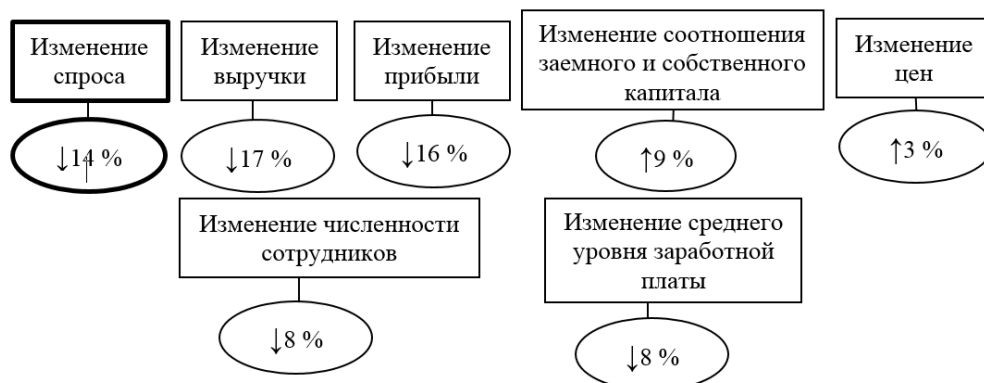 Изменение
спроса
↓14 %
Изменение
выручки
↓17 %
Изменение
прибыли
↓16 %
Изменение соотношения
заемного и собственного
капитала
↑9 %
Изменение
цен
↑3 %
Изменение численности
сотрудников
↓8 %
Изменение среднего
уровня заработной
платы
↓8 %